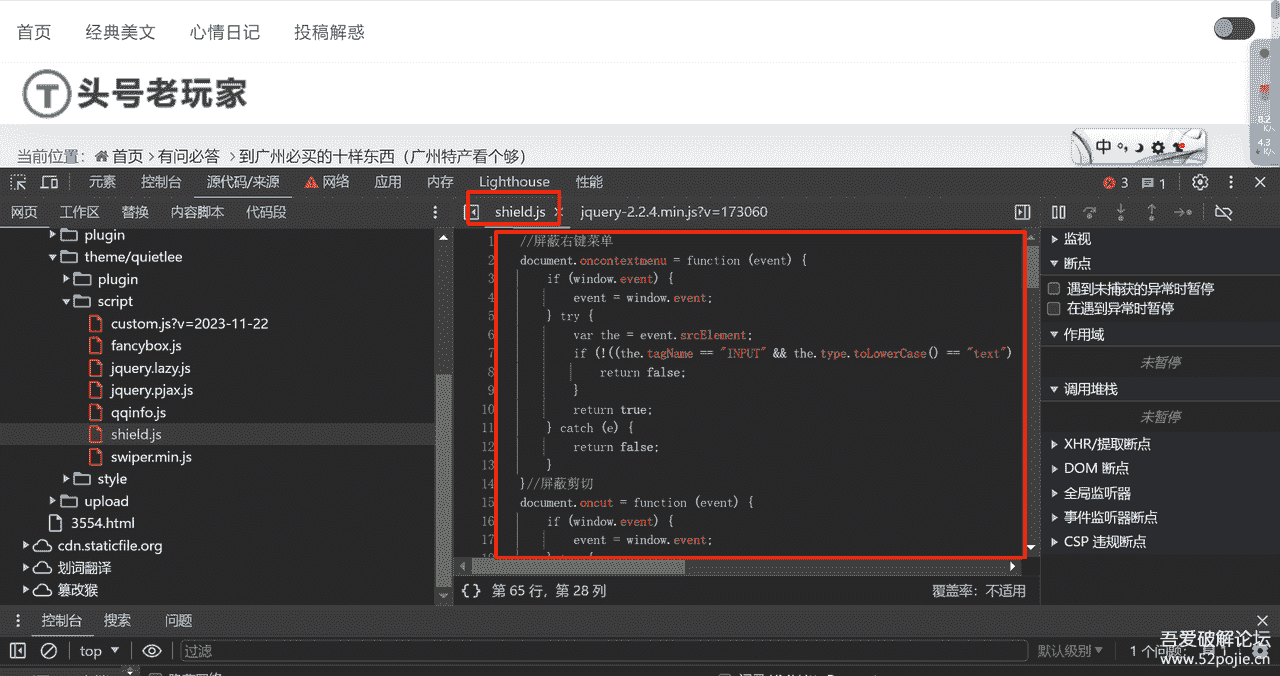 首页 经典美文 心情日记 投稿解惑
T 头号老玩家
当前位置: 首页 > 有问必答 > 到广州必买的十样东西（广州特产看个够）
中
8.2
K/s
4.3
K/s
元素 控制台 源代码/来源 网络 应用 内存 Lighthouse 性能 3 1
网页 工作区 替换 内容脚本 代码段
shield.js × jquery-2.2.4.min.js?v=173060
plugin
theme/quietlee
plugin
script
custom.js?v=2023-11-22
fancybox.js
jquery.lazy.js
jquery.pjax.js
qqinfo.js
shield.js
swiper.min.js
style
upload
3554.html
cdn.staticfile.org
划词翻译
篡改猴
1 //屏蔽右键菜单
2 document.oncontextmenu = function (event) {
3 if (window.event) {
4 event = window.event;
5 } try {
6 var the = event.srcElement;
7 if (!((the.tagName == "INPUT" && the.type.toLowerCase() == "text")
8 return false;
9 }
10 return true;
11 } catch (e) {
12 return false;
13 }
14 }//屏蔽剪切
15 document.oncut = function (event) {
16 if (window.event) {
17 event = window.event;
{} 第 65 行，第 28 列 覆盖率: 不适用
监视
断点
遇到未捕获的异常时暂停
在遇到异常时暂停
作用域
未暂停
调用堆栈
未暂停
XHR/提取断点
DOM 断点
全局监听器
事件监听器断点
CSP 违规断点
控制台 搜索 问题
top 过滤 默认级别 1 个问题:
吾爱破解论坛
www.52pojie.cn